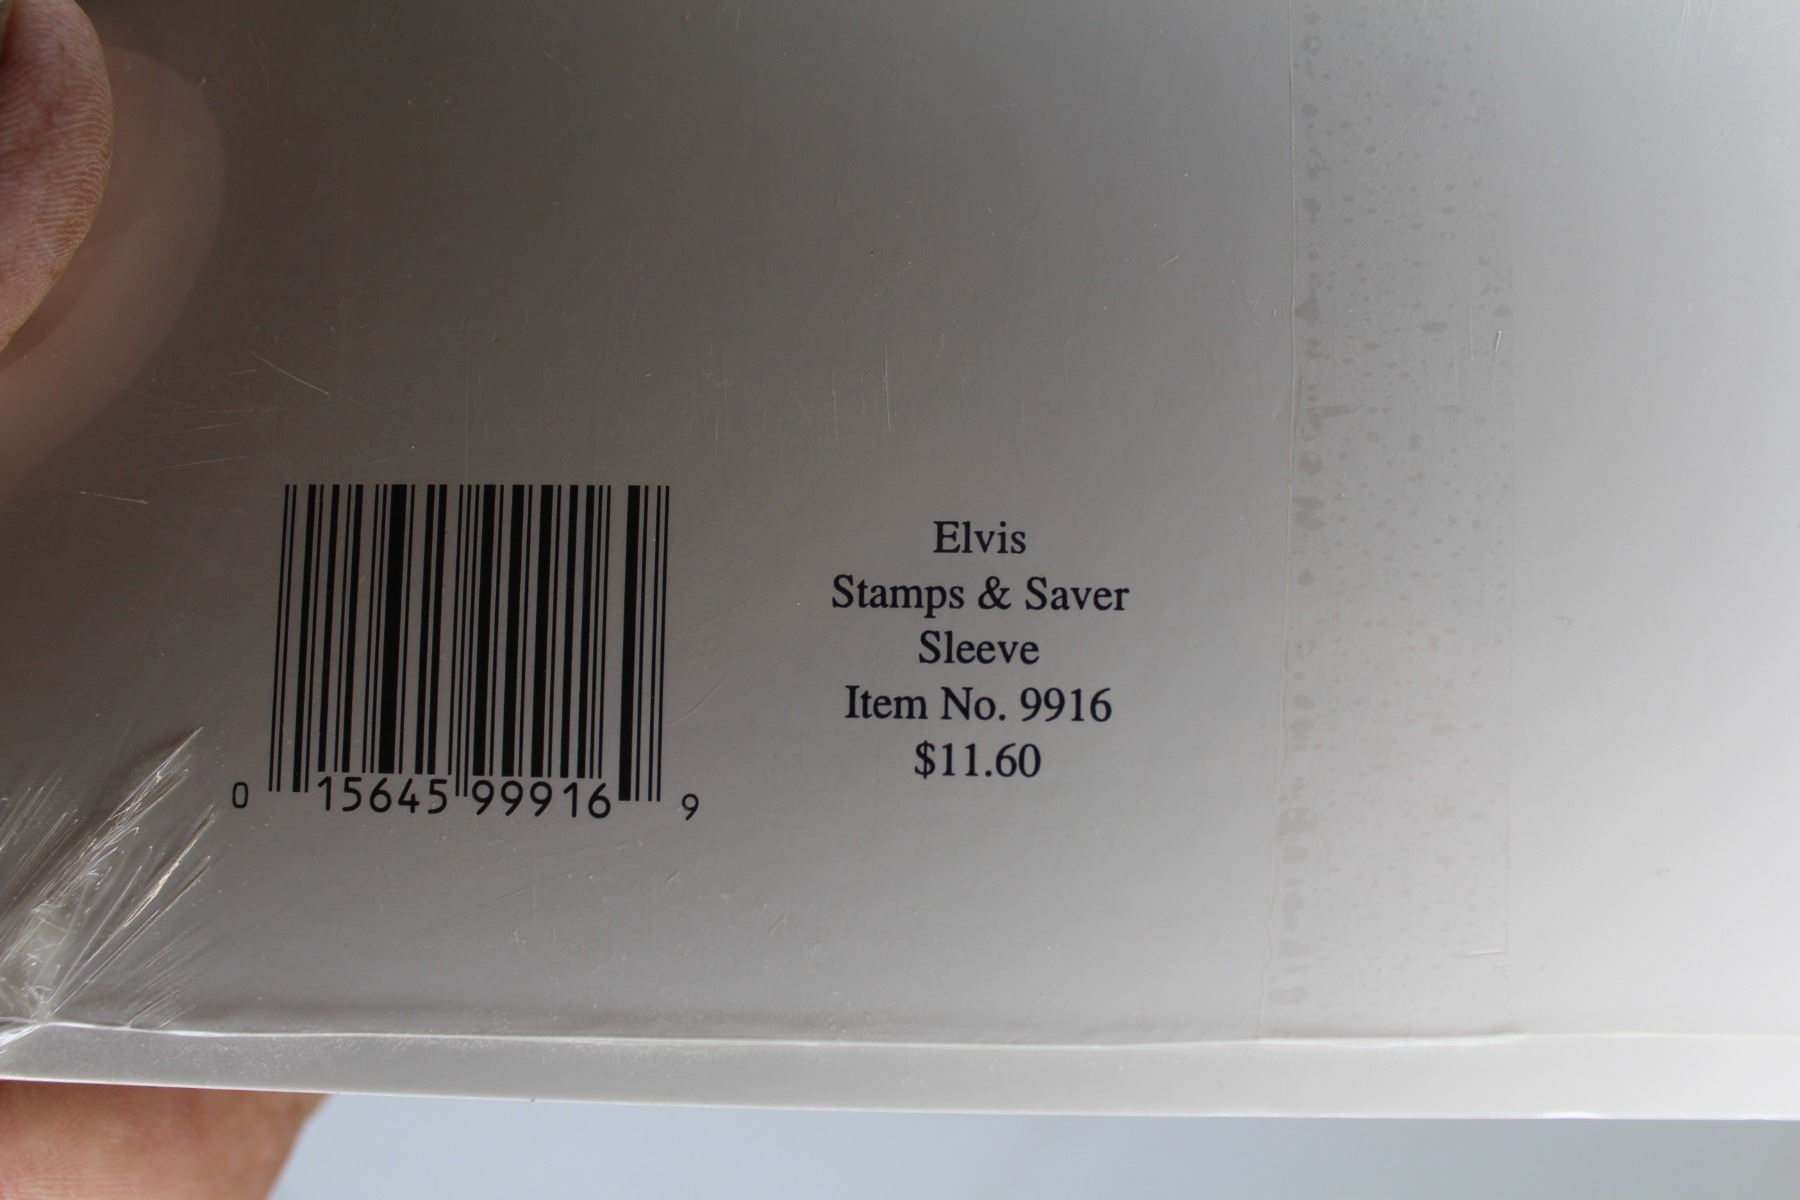 0 15645 99916 9
Elvis
Stamps & Saver
Sleeve
Item No. 9916
$11.60